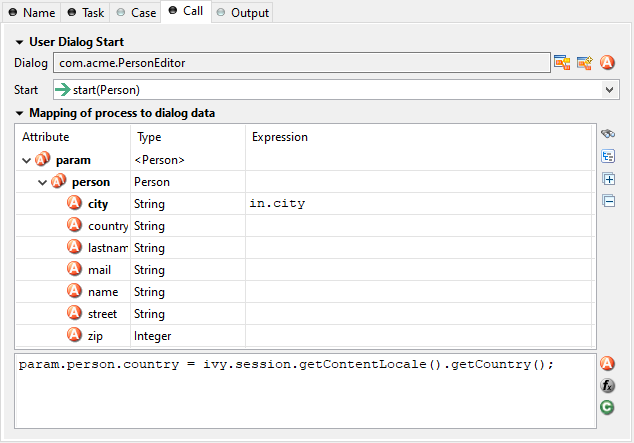 Name Task Case Call Output
User Dialog Start
Dialog com.acme.PersonEditor
Start start(Person)
Mapping of process to dialog data
Attribute Type Expression
param <Person>
person Person
city String in.city
country String
lastnam String
mail String
name String
street String
zip Integer
param.person.country = ivy.session.getContentLocale().getCountry();